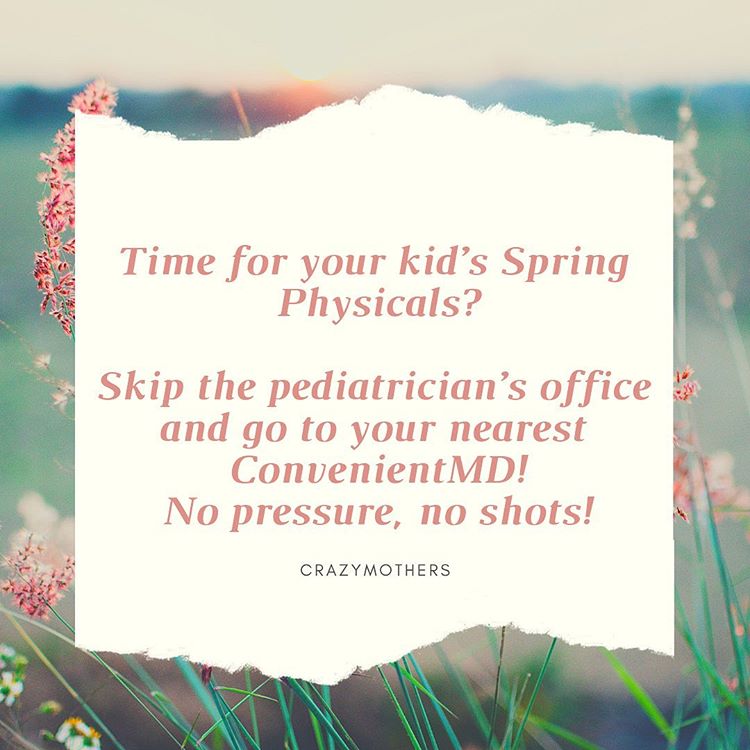 Time for your kid’s Spring
Physicals?
Skip the pediatrician’s office
and go to your nearest
ConvenientMD!
No pressure, no shots!
CRAZYMOTHERS